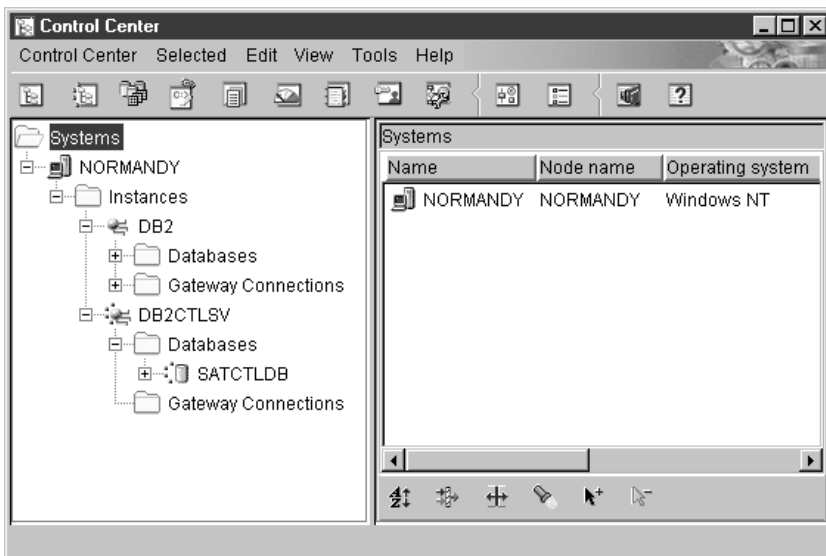 Control Center
Control Center Selected Edit View Tools Help
Systems
NORMANDY
Instances
DB2
Databases
Gateway Connections
DB2CTLSV
Databases
SATCTLDB
Gateway Connections
Systems
Name Node name Operating system
NORMANDY NORMANDY Windows NT